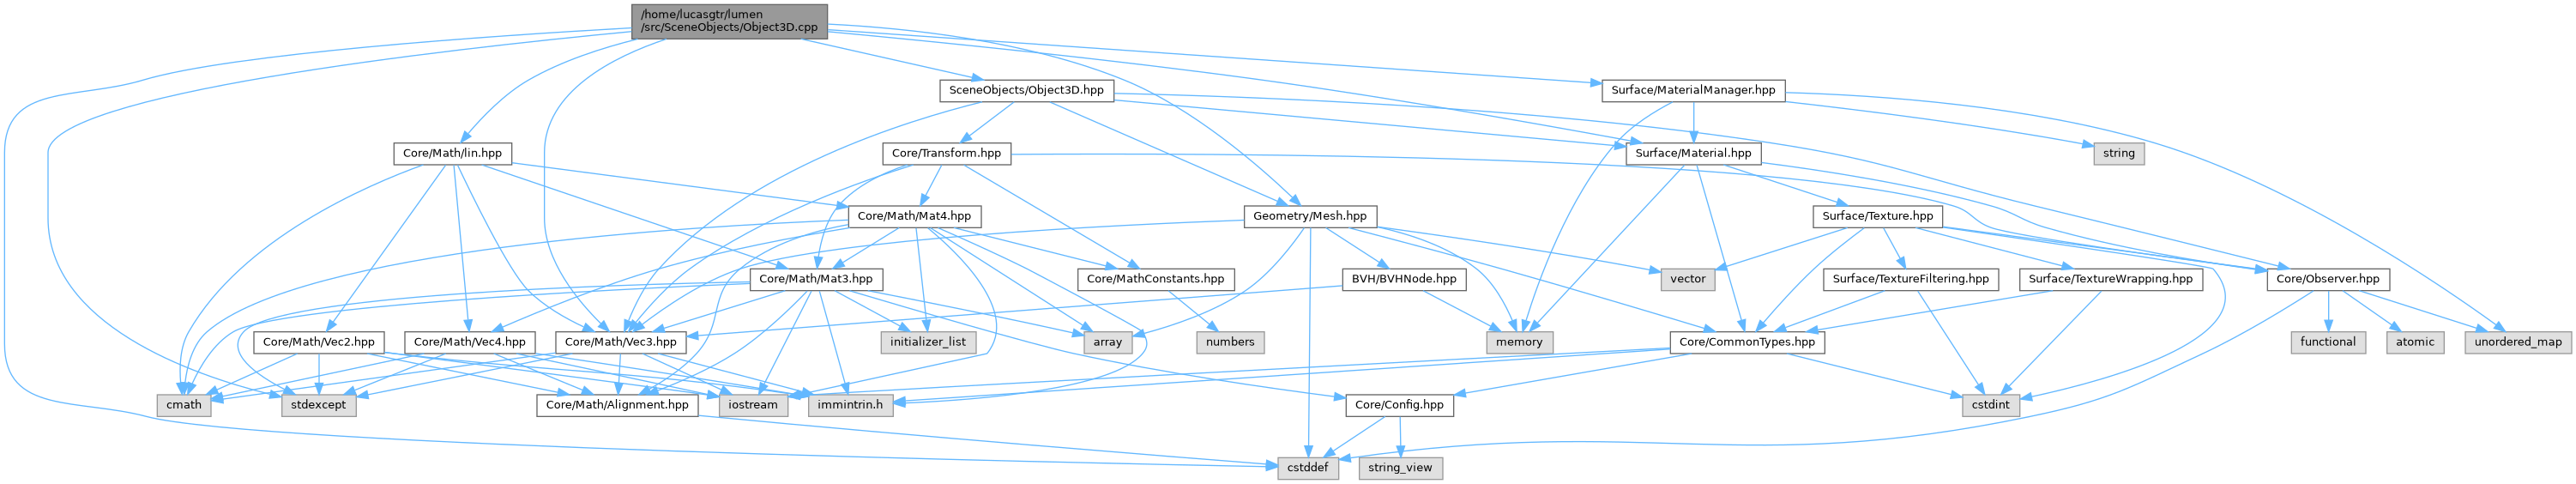 /home/lucasgtr/lumen
/src/SceneObjects/Object3D.cpp
SceneObjects/Object3D.hpp
Surface/MaterialManager.hpp
Core/Math/lin.hpp
Core/Transform.hpp
Surface/Material.hpp
string
Core/Math/Mat4.hpp
Geometry/Mesh.hpp
Surface/Texture.hpp
Core/Math/Mat3.hpp
Core/MathConstants.hpp
BVH/BVHNode.hpp
vector
Surface/TextureFiltering.hpp
Surface/TextureWrapping.hpp
Core/Observer.hpp
Core/Math/Vec2.hpp
Core/Math/Vec4.hpp
Core/Math/Vec3.hpp
initializer_list
array
numbers
memory
Core/CommonTypes.hpp
functional
atomic
unordered_map
cmath
stdexcept
Core/Math/Alignment.hpp
iostream
immintrin.h
Core/Config.hpp
cstdint
cstddef
string_view